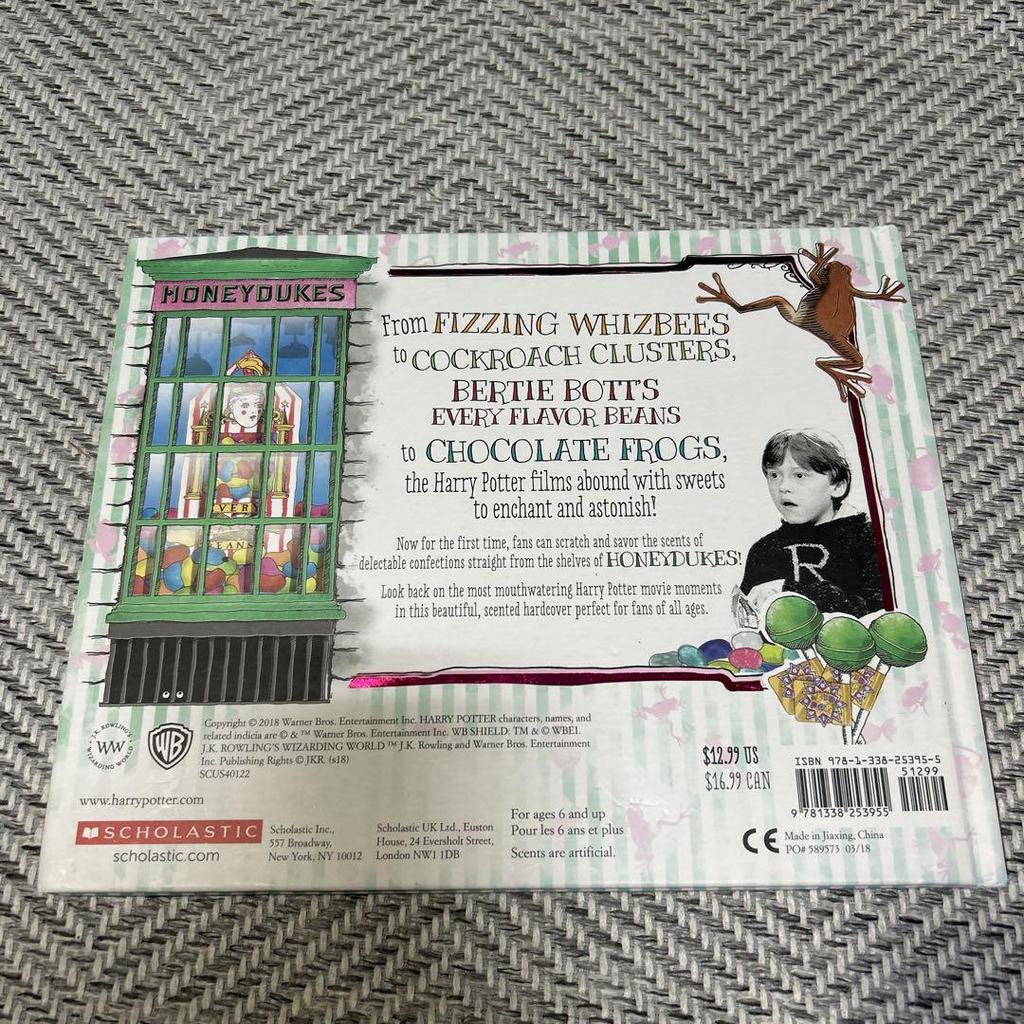 HONEYDUKES
From FIZZING WHIZBEES
to COCKROACH CLUSTERS,
BERTIE BOTT'S
EVERY FLAVOR BEANS
to CHOCOLATE FROGS,
the Harry Potter films abound with sweets
to enchant and astonish!
Now for the first time, fans can scratch and savor the scents of
delectable confections straight from the shelves of HONEYDUKES!
Look back on the most mouthwatering Harry Potter movie moments
in this beautiful, scented hardcover perfect for fans of all ages.
VERY
EANS
R
J.K. ROWLING'S
WW
WIZARDING WORLD
WB
Copyright © 2018 Warner Bros. Entertainment Inc. HARRY POTTER characters, names, and
related indicia are © & ™ Warner Bros. Entertainment Inc. WB SHIELD: TM & © WBEI.
J.K. ROWLING'S WIZARDING WORLD ™ J.K. Rowling and Warner Bros. Entertainment
Inc. Publishing Rights © JKR. (s18)
SCUS40122
www.harrypotter.com
SCHOLASTIC
scholastic.com
Scholastic Inc.,
557 Broadway,
New York, NY 10012
Scholastic UK Ltd., Euston
House, 24 Eversholt Street,
London NW1 1DB
For ages 6 and up
Pour les 6 ans et plus
Scents are artificial.
$12.99 US
$16.99 CAN
ISBN 978-1-338-25395-5
51299
9 781338 253955
CE
Made in Jiaxing, China
PO# 589573 03/18